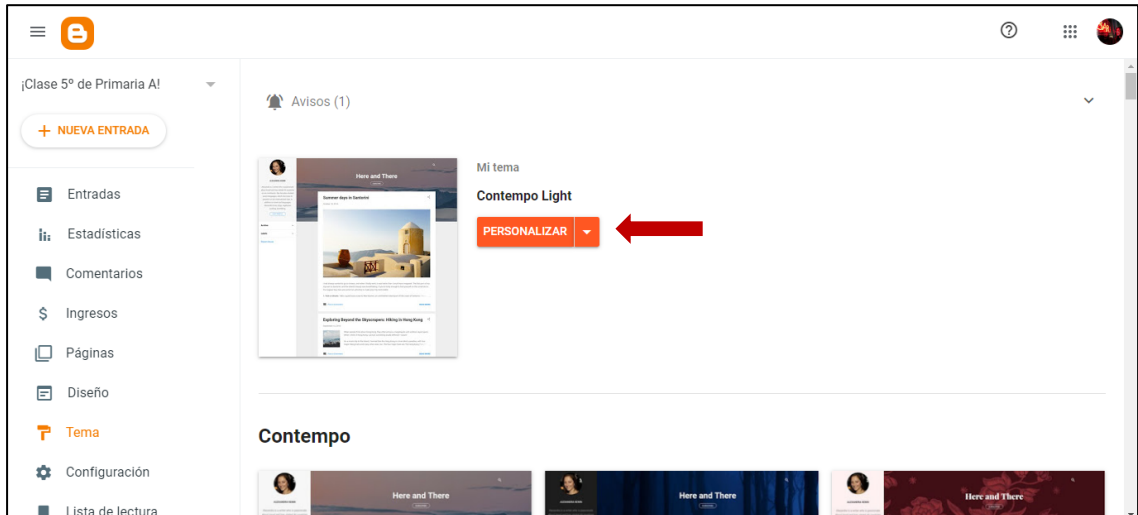 ¡Clase 5º de Primaria A!
+ NUEVA ENTRADA
Entradas
Estadísticas
Comentarios
Ingresos
Páginas
Diseño
Tema
Configuración
Lista de lectura
Avisos (1)
Here and There
Summer days in Santorini
Exploring Beyond the Skyscrapers: Hiking in Hong Kong
Mi tema
Contempo Light
PERSONALIZAR
Contempo
Here and There
Here and There
Here and There